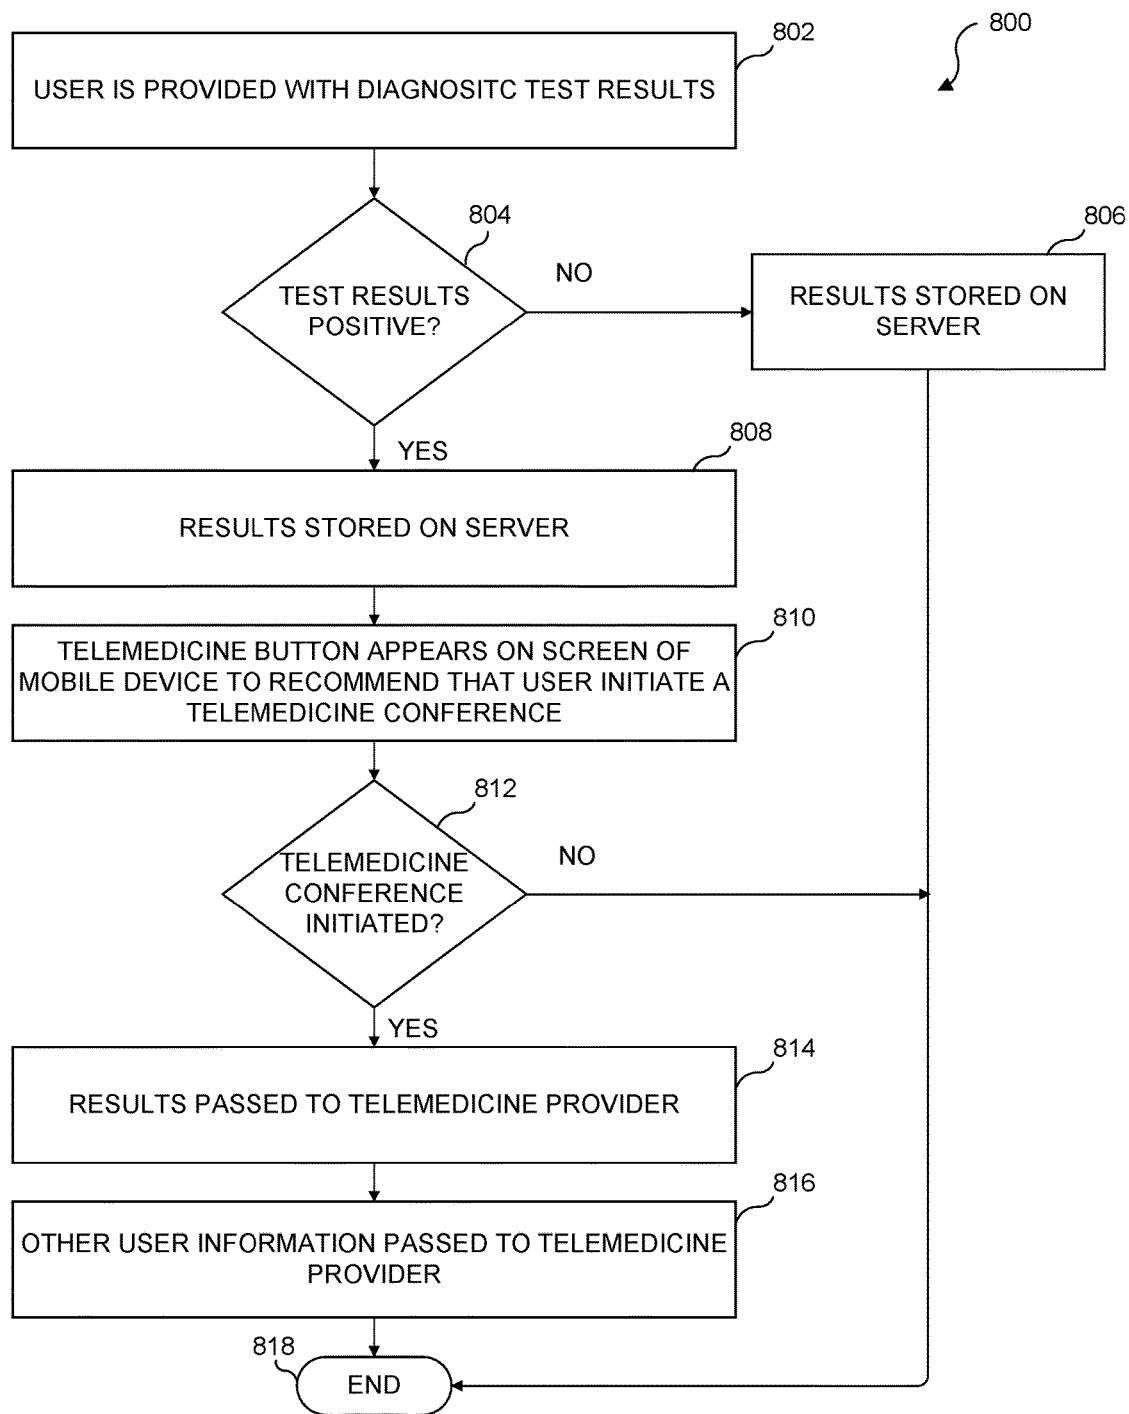 800
802
USER IS PROVIDED WITH DIAGNOSITC TEST RESULTS
804
TEST RESULTS
POSITIVE?
NO
806
RESULTS STORED ON
SERVER
YES
808
RESULTS STORED ON SERVER
810
TELEMEDICINE BUTTON APPEARS ON SCREEN OF
MOBILE DEVICE TO RECOMMEND THAT USER INITIATE A
TELEMEDICINE CONFERENCE
812
TELEMEDICINE
CONFERENCE
INITIATED?
NO
YES
814
RESULTS PASSED TO TELEMEDICINE PROVIDER
816
OTHER USER INFORMATION PASSED TO TELEMEDICINE
PROVIDER
818
END